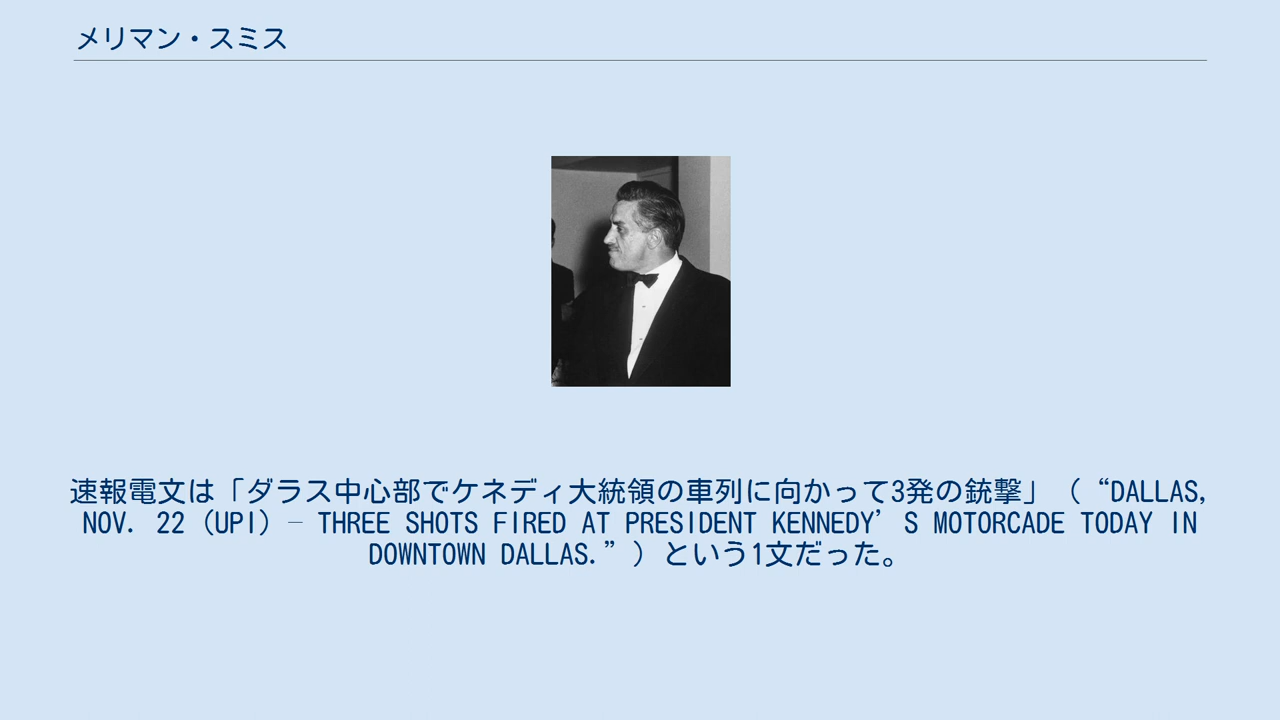 メリマン・スミス
速報電文は「ダラス中心部でケネディ大統領の車列に向かって3発の銃撃」（“DALLAS,
NOV. 22 (UPI) — THREE SHOTS FIRED AT PRESIDENT KENNEDY’S MOTORCADE TODAY IN
DOWNTOWN DALLAS.”）という1文だった。